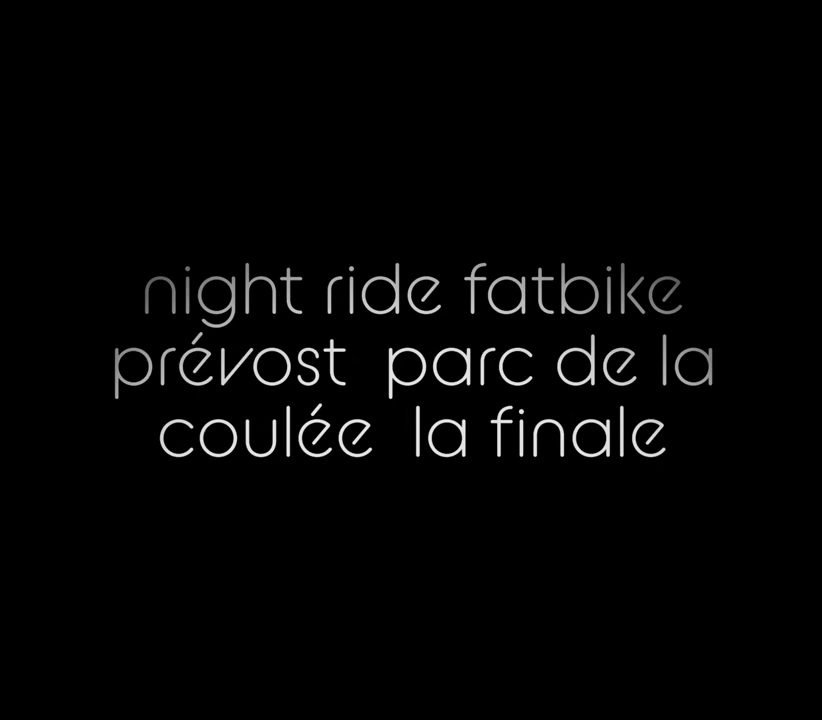 night ride fatbike
prévost  parc de la
coulée  la finale